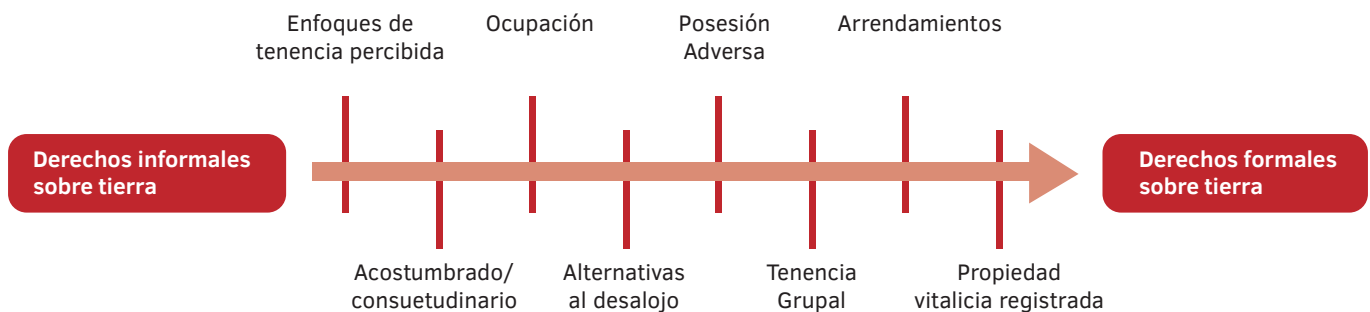 Enfoques de
tenencia percibida
Ocupación
Posesión
Adversa
Arrendamientos
Derechos informales
sobre tierra
Derechos formales
sobre tierra
Acostumbrado/
consuetudinario
Alternativas
al desalojo
Tenencia
Grupal
Propiedad
vitalicia registrada